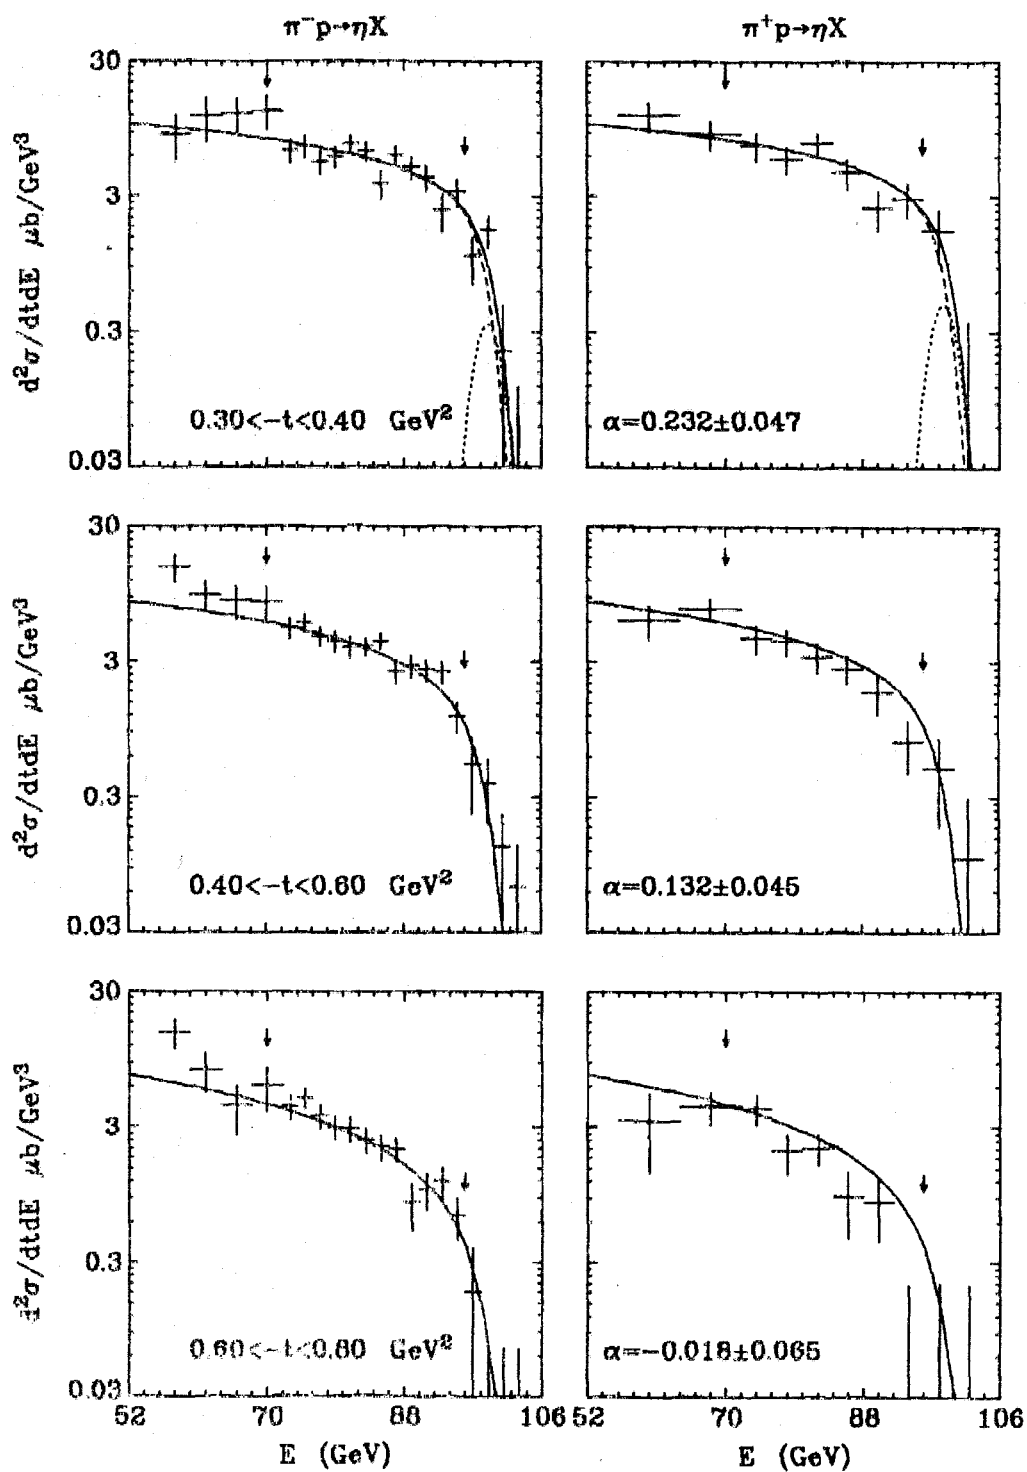 π⁻p→ηX
π⁺p→ηX
30
3
0.3
0.03
d²σ/dtdE μb/GeV³
0.30<-t<0.40 GeV²
α=0.232±0.047
30
3
0.3
0.03
d²σ/dtdE μb/GeV³
0.40<-t<0.60 GeV²
α=0.132±0.045
30
3
0.3
0.03
d²σ/dtdE μb/GeV³
0.60<-t<0.80 GeV²
α=-0.018±0.065
52 70 88 106
52 70 88 106
E (GeV)
E (GeV)